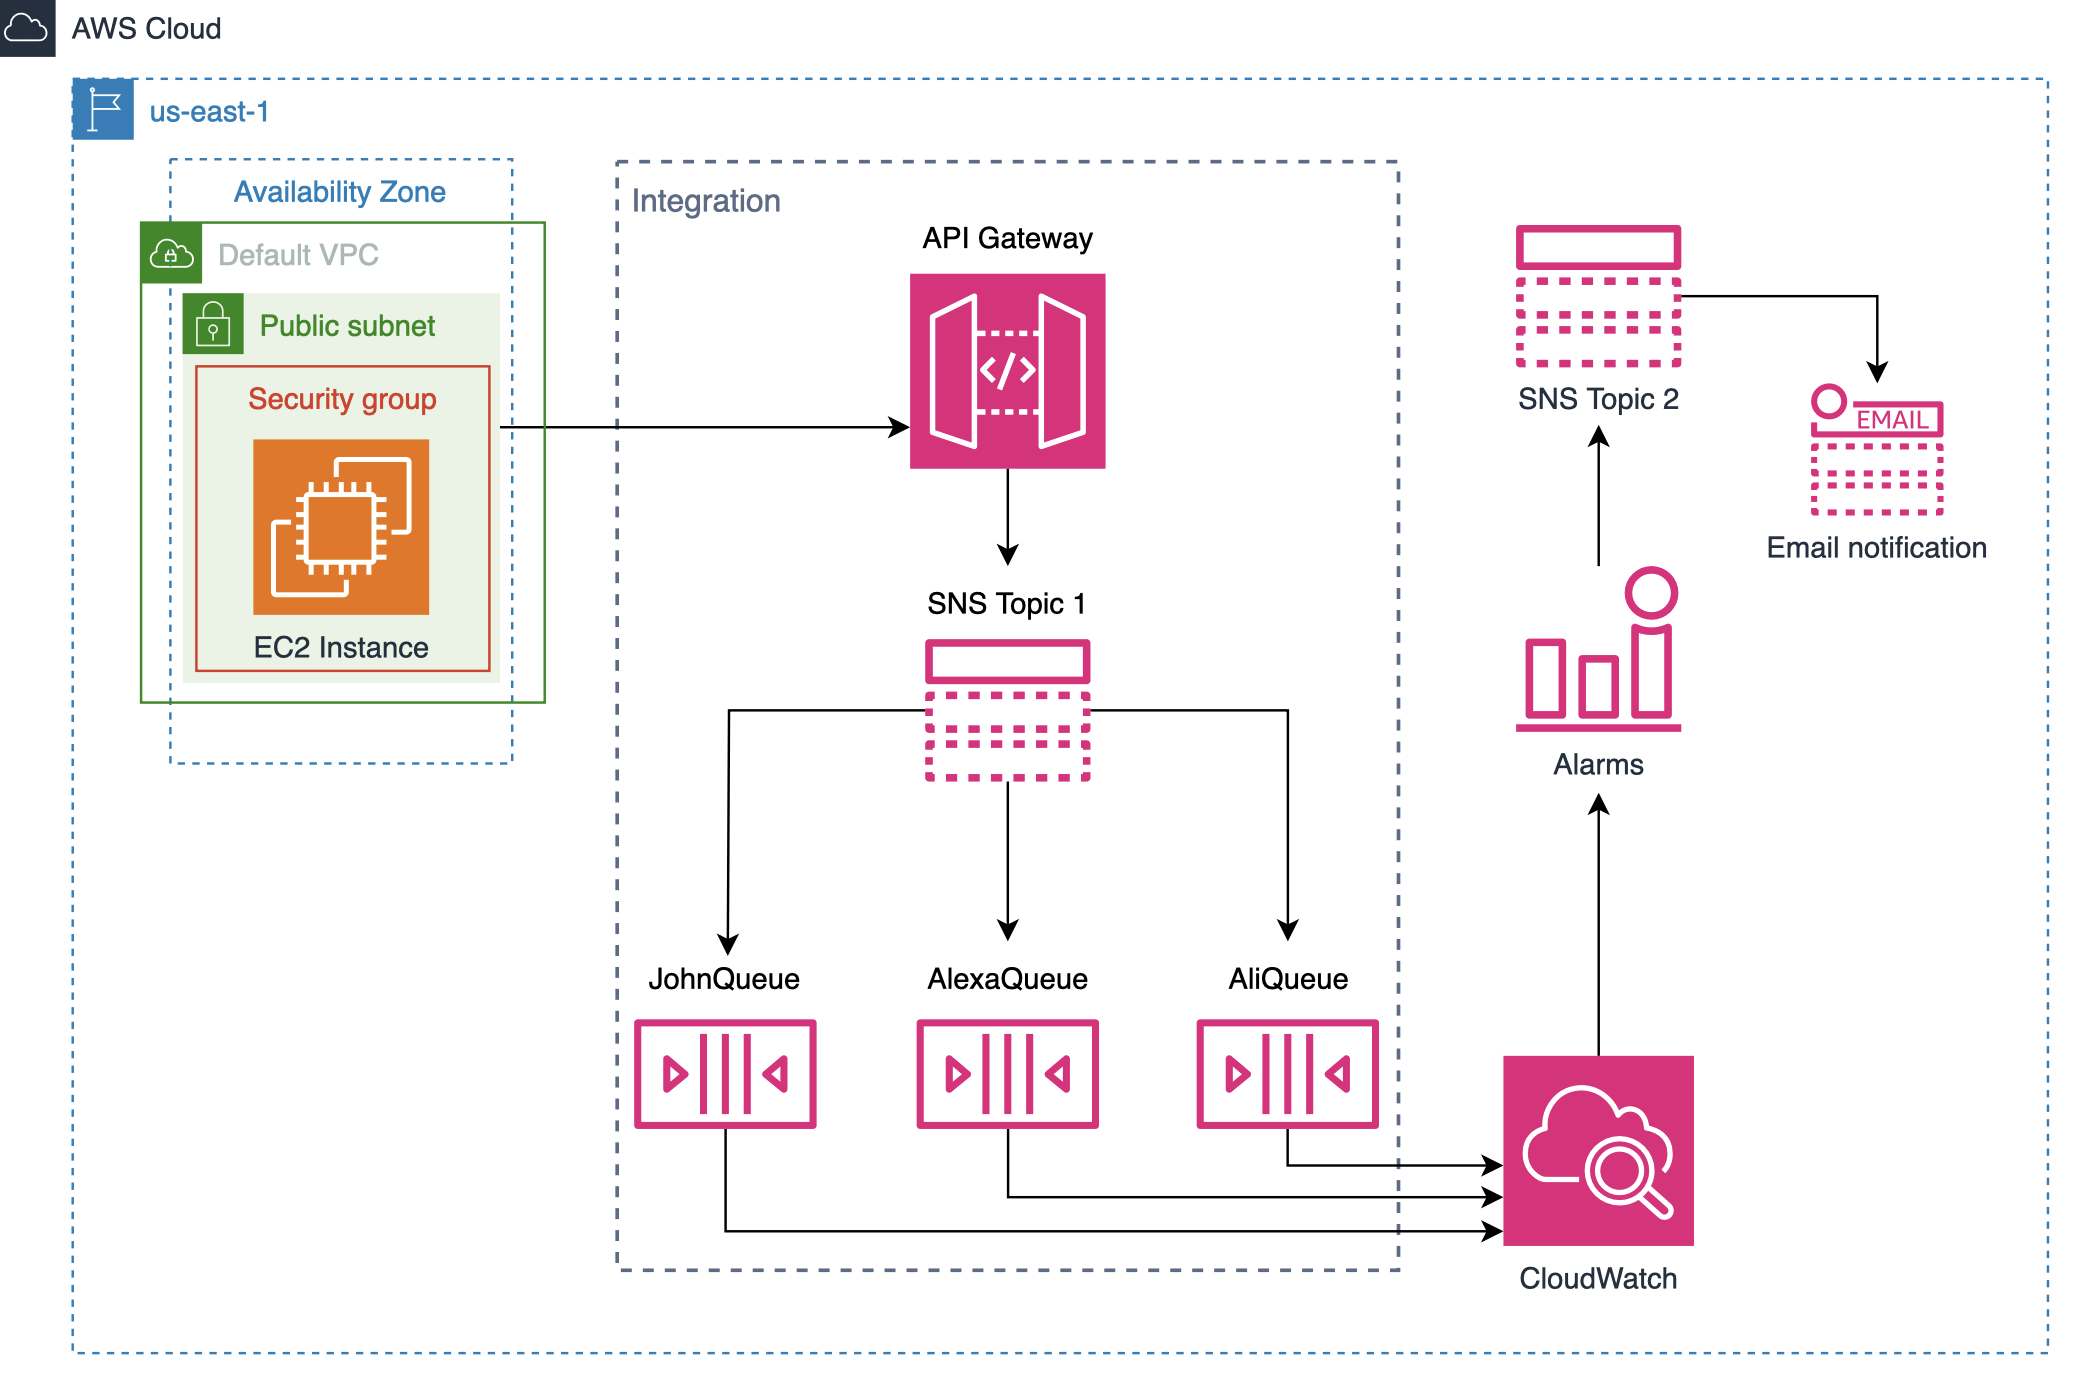 AWS Cloud
us-east-1
Availability Zone
Default VPC
Public subnet
Security group
EC2 Instance
Integration
API Gateway
</>
SNS Topic 1
JohnQueue
AlexaQueue
AliQueue
SNS Topic 2
EMAIL
Email notification
Alarms
CloudWatch